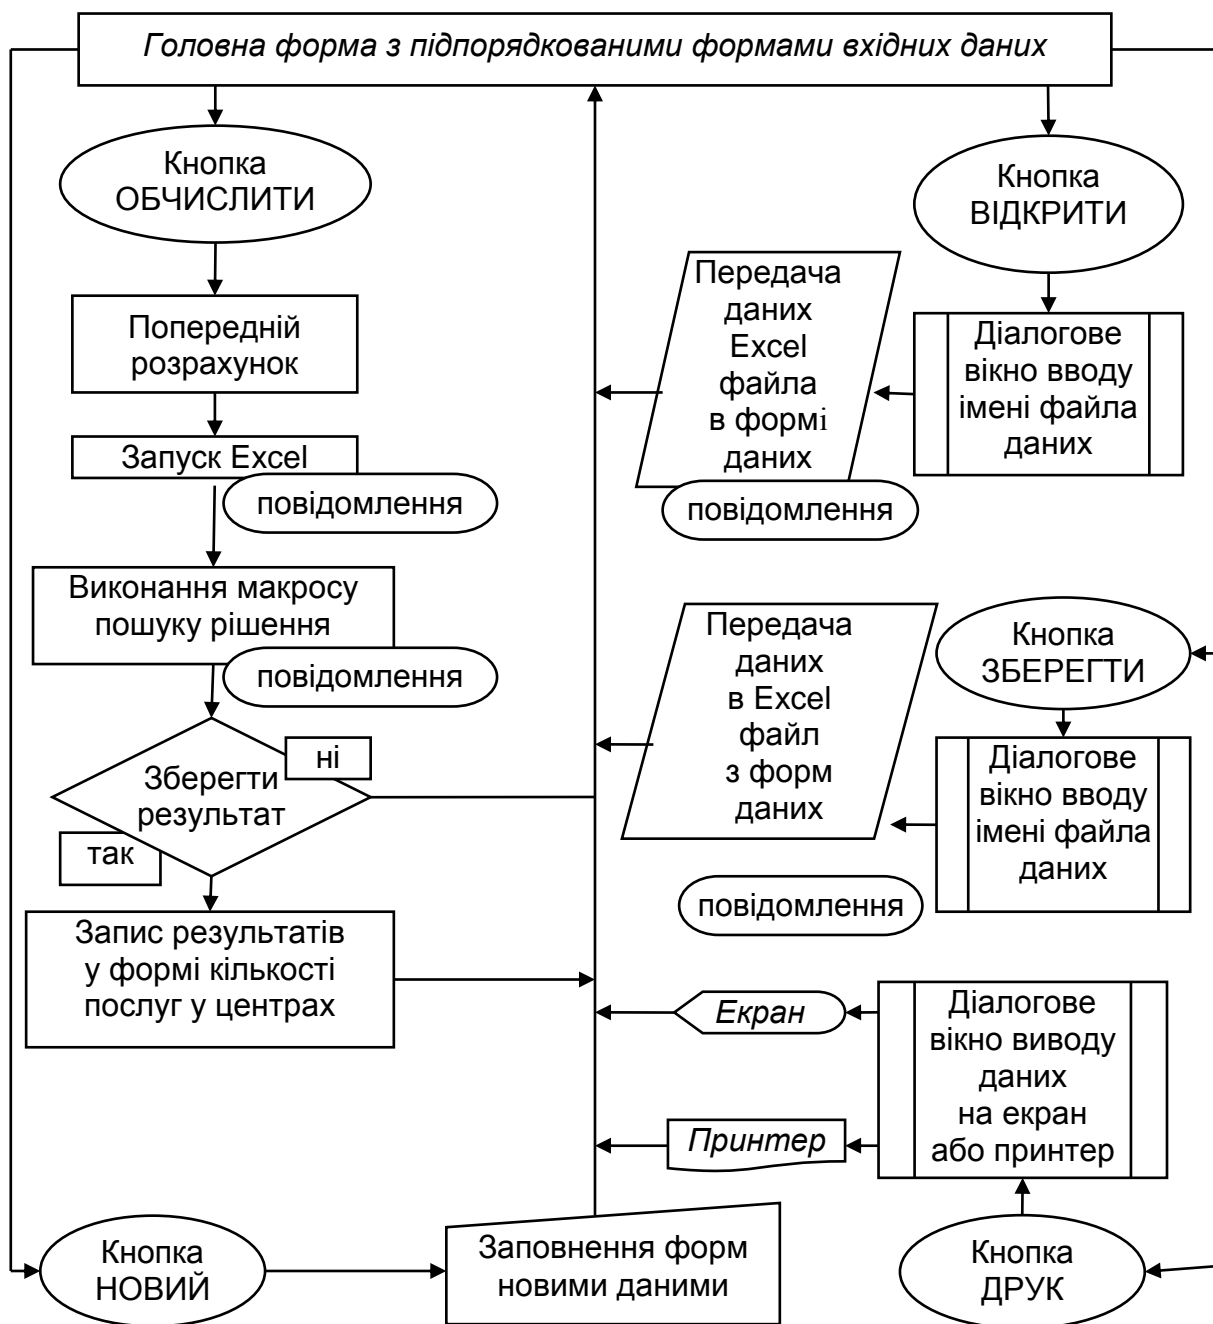 Головна форма з підпорядкованими формами вхідних даних
Кнопка
ОБЧИСЛИТИ
Попередній
розрахунок
Запуск Excel
повідомлення
Виконання макросу
пошуку рішення
повідомлення
ні
Зберегти
результат
так
Запис результатів
у формі кількості
послуг у центрах
Кнопка
НОВИЙ
Заповнення форм
новими даними
Кнопка
ВІДКРИТИ
Діалогове
вікно вводу
імені файла
даних
Передача
даних
Excel
файла
в формі
даних
повідомлення
Кнопка
ЗБЕРЕГТИ
Діалогове
вікно вводу
імені файла
даних
Передача
даних
в Excel
файл
з форм
даних
повідомлення
Діалогове
вікно виводу
даних
на екран
або принтер
Екран
Принтер
Кнопка
ДРУК